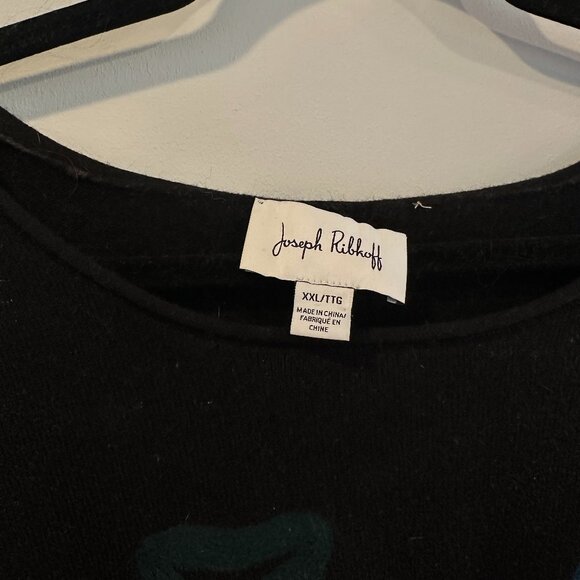 Joseph Ribkoff
XXL/TTG
MADE IN CHINA/
FABRIQUÉ EN
CHINE